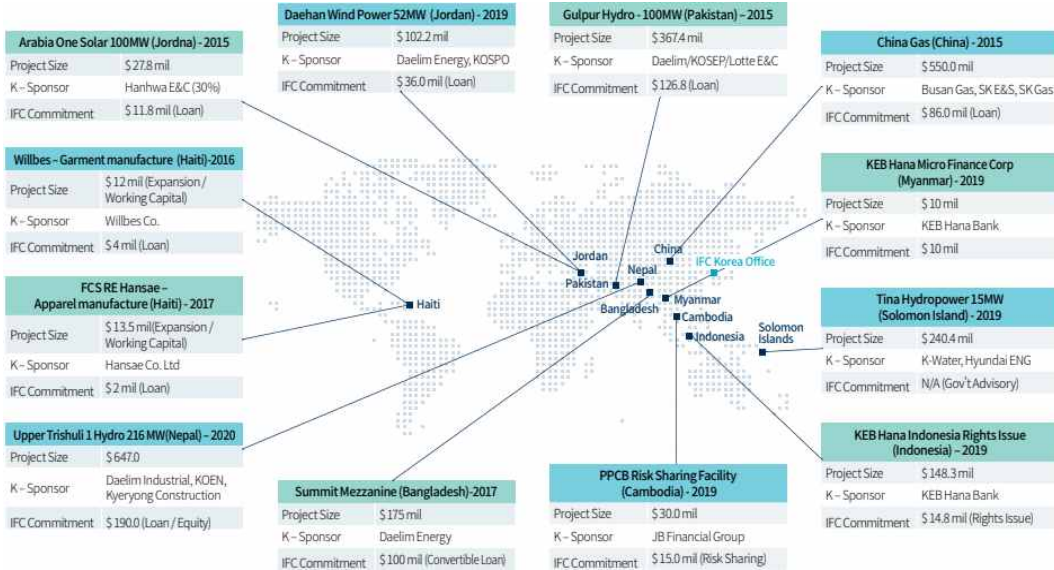 Arabia One Solar 100MW (Jordna) - 2015
Project Size $27.8 mil
K – Sponsor Hanhwa E&C (30%)
IFC Commitment $11.8 mil (Loan)
Daehan Wind Power 52MW (Jordan) - 2019
Project Size $102.2 mil
K – Sponsor Daelim Energy, KOSPO
IFC Commitment $36.0 mil (Loan)
Gulpur Hydro - 100MW (Pakistan) – 2015
Project Size $367.4 mil
K – Sponsor Daelim/KOSEP/Lotte E&C
IFC Commitment $126.8 (Loan)
China Gas (China) – 2015
Project Size $550.0 mil
K – Sponsor Busan Gas, SK E&S, SK Gas
IFC Commitment $86.0 mil (Loan)
Willbes – Garment manufacture (Haiti)-2016
Project Size $12 mil (Expansion /
Working Capital)
K – Sponsor Willbes Co.
IFC Commitment $4 mil (Loan)
KEB Hana Micro Finance Corp
(Myanmar) - 2019
Project Size $10 mil
K – Sponsor KEB Hana Bank
IFC Commitment $10 mil
FCS RE Hansae –
Apparel manufacture (Haiti) - 2017
Project Size $13.5 mil(Expansion /
Working Capital)
K – Sponsor Hansae Co. Ltd
IFC Commitment $2 mil (Loan)
Jordan
Pakistan
Nepal
China
IFC Korea Office
Haiti
Bangladesh
Myanmar
Cambodia
Indonesia
Solomon
Islands
Tina Hydropower 15MW
(Solomon Island) - 2019
Project Size $240.4 mil
K – Sponsor K-Water, Hyundai ENG
IFC Commitment N/A (Gov't Advisory)
Upper Trishuli 1 Hydro 216 MW(Nepal) – 2020
Project Size $647.0
K – Sponsor Daelim Industrial, KOEN,
Kyeryong Construction
IFC Commitment $190.0 (Loan / Equity)
Summit Mezzanine (Bangladesh)-2017
Project Size $175 mil
K – Sponsor Daelim Energy
IFC Commitment $100 mil (Convertible Loan)
PPCB Risk Sharing Facility
(Cambodia) - 2019
Project Size $30.0 mil
K – Sponsor JB Financial Group
IFC Commitment $15.0 mil (Risk Sharing)
KEB Hana Indonesia Rights Issue
(Indonesia) – 2019
Project Size $148.3 mil
K – Sponsor KEB Hana Bank
IFC Commitment $14.8 mil (Rights Issue)